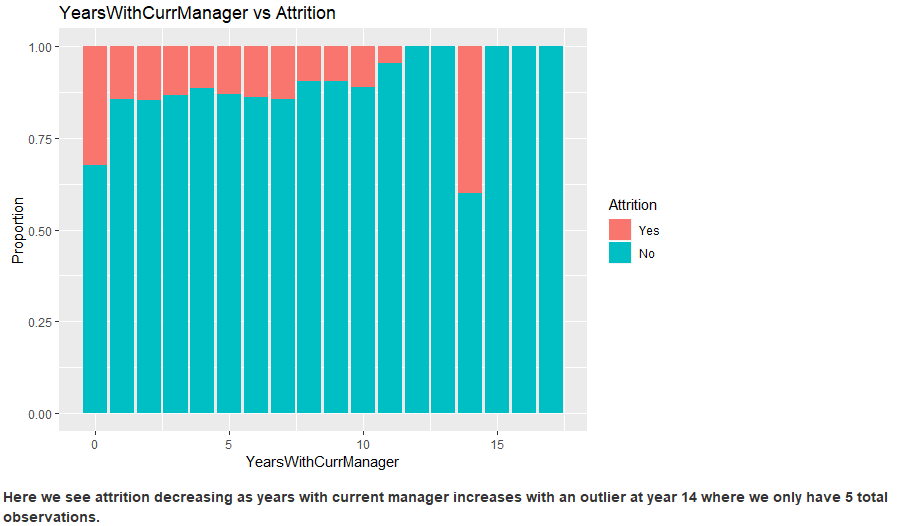 YearsWithCurrManager vs Attrition
1.00
0.75
0.50
0.25
0.00
Proportion
0 5 10 15
YearsWithCurrManager
Attrition
Yes
No
Here we see attrition decreasing as years with current manager increases with an outlier at year 14 where we only have 5 total
observations.